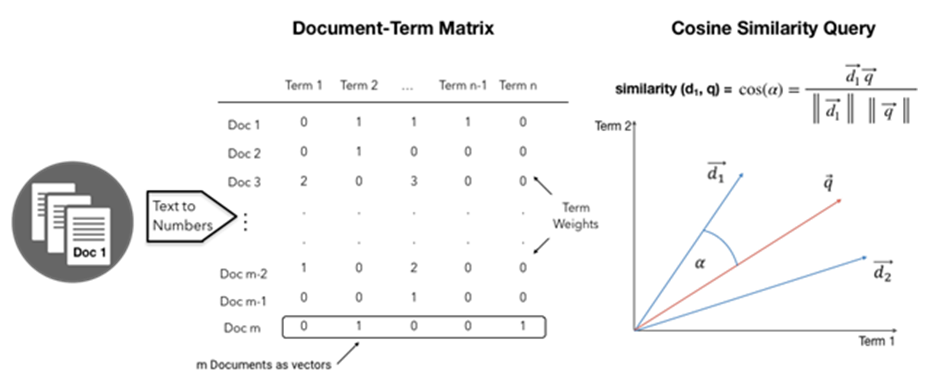 Document-Term Matrix
Term 1 Term 2 ... Term n-1 Term n
Doc 1 0 1 1 1 0
Doc 2 0 1 0 0 0
Doc 3 2 0 3 0 0
. . . . .
. . . . .
Doc m-2 1 0 2 0 0
Doc m-1 0 0 1 0 0
Doc m 0 1 0 0 1
Doc 1
Text to
Numbers
⋮
Term
Weights
m Documents as vectors
Cosine Similarity Query
similarity (d₁, q) = cos(α) = \frac{\vec{d_1} \vec{q}}{\|\vec{d_1}\| \|\vec{q}\|}
Term 2
\vec{d_1}
\vec{q}
α
\vec{d_2}
Term 1